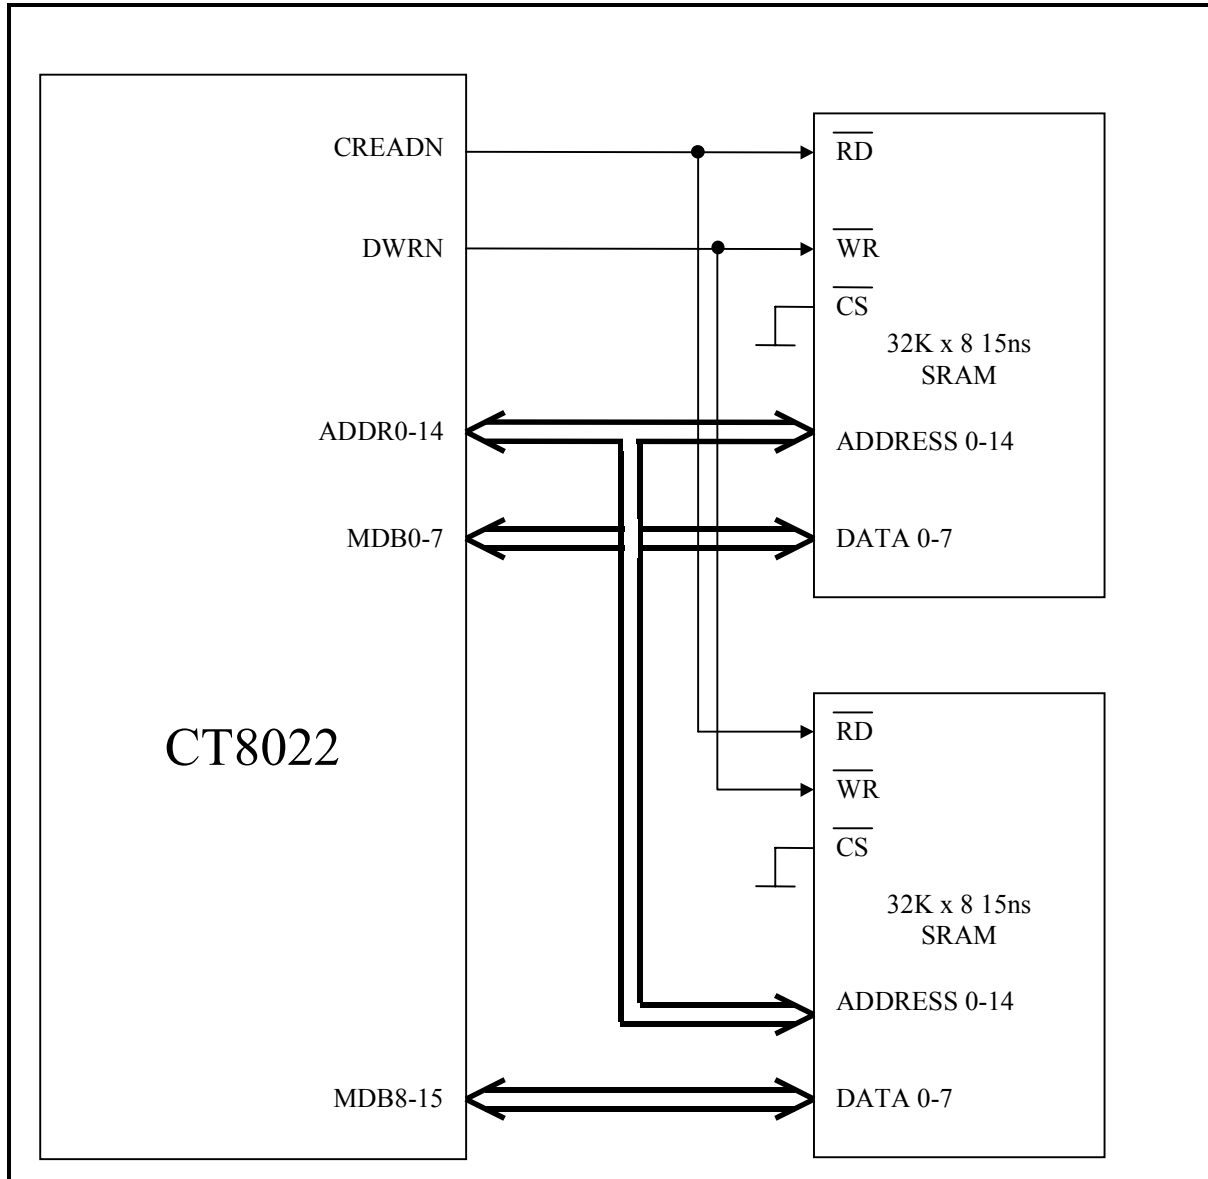 CREADN
DWRN
ADDR0-14
MDB0-7
CT8022
MDB8-15
RD
WR
CS
32K x 8 15ns
SRAM
ADDRESS 0-14
DATA 0-7
RD
WR
CS
32K x 8 15ns
SRAM
ADDRESS 0-14
DATA 0-7